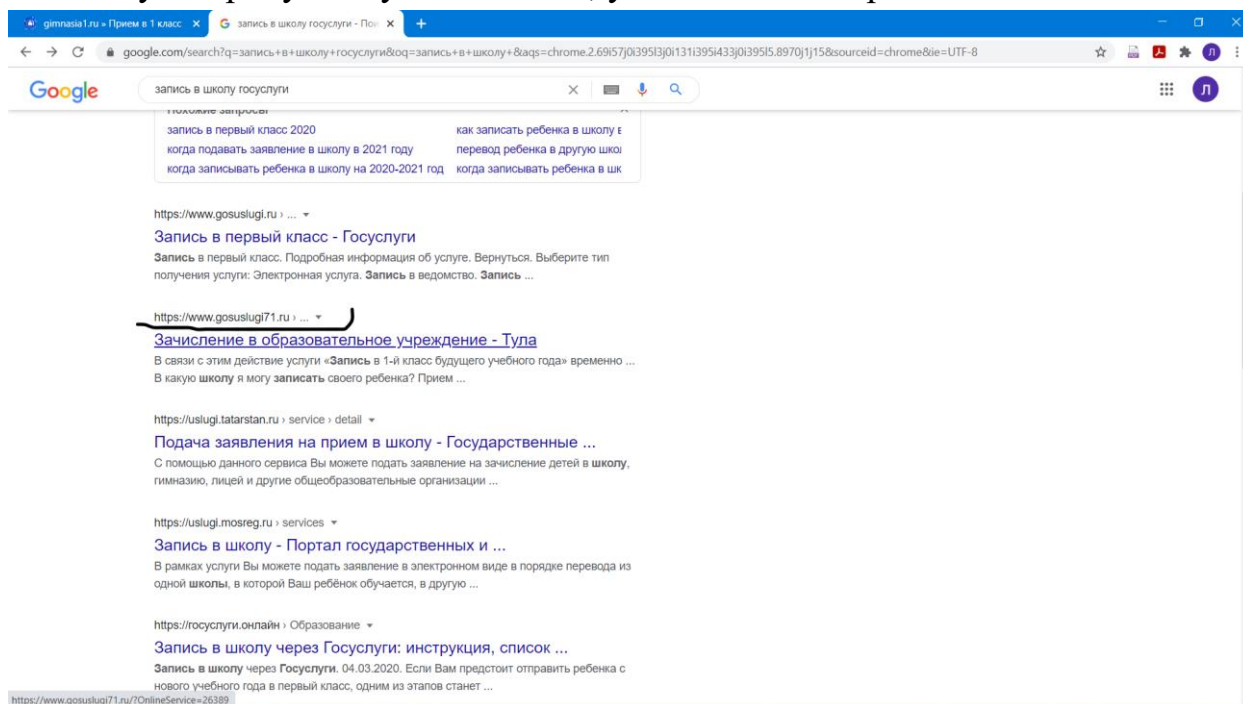 gimnasia1.ru » Прием в 1 класс
запись в школу госуслуги - Пои
google.com/search?q=запись+в+школу+госуслуги&oq=запись+в+школу+&aqs=chrome.2.69i57j0i395l3j0i131i395i433j0i395l5.8970j1j15&sourceid=chrome&ie=UTF-8
Л
Google
запись в школу госуслуги
Л
Похожие запросы
запись в первый класс 2020
как записать ребенка в школу в
когда подавать заявление в школу в 2021 году
перевод ребенка в другую шко
когда записывать ребенка в школу на 2020-2021 год
когда записывать ребенка в шк
https://www.gosuslugi.ru › ...
Запись в первый класс - Госуслуги
Запись в первый класс. Подробная информация об услуге. Вернуться. Выберите тип
получения услуги: Электронная услуга. Запись в ведомство. Запись ...
https://www.gosuslugi71.ru › ...
Зачисление в образовательное учреждение - Тула
В связи с этим действие услуги «Запись в 1-й класс будущего учебного года» временно ...
В какую школу я могу записать своего ребенка? Прием ...
https://uslugi.tatarstan.ru › service › detail
Подача заявления на прием в школу - Государственные ...
С помощью данного сервиса Вы можете подать заявление на зачисление детей в школу,
гимназию, лицей и другие общеобразовательные организации ...
https://uslugi.mosreg.ru › services
Запись в школу - Портал государственных и ...
В рамках услуги Вы можете подать заявление в электронном виде в порядке перевода из
одной школы, в которой Ваш ребёнок обучается, в другую ...
https://госуслуги.онлайн › Образование
Запись в школу через Госуслуги: инструкция, список ...
Запись в школу через Госуслуги. 04.03.2020. Если Вам предстоит отправить ребенка с
нового учебного года в первый класс, одним из этапов станет ...
https://www.gosuslugi71.ru/?OnlineService=26389